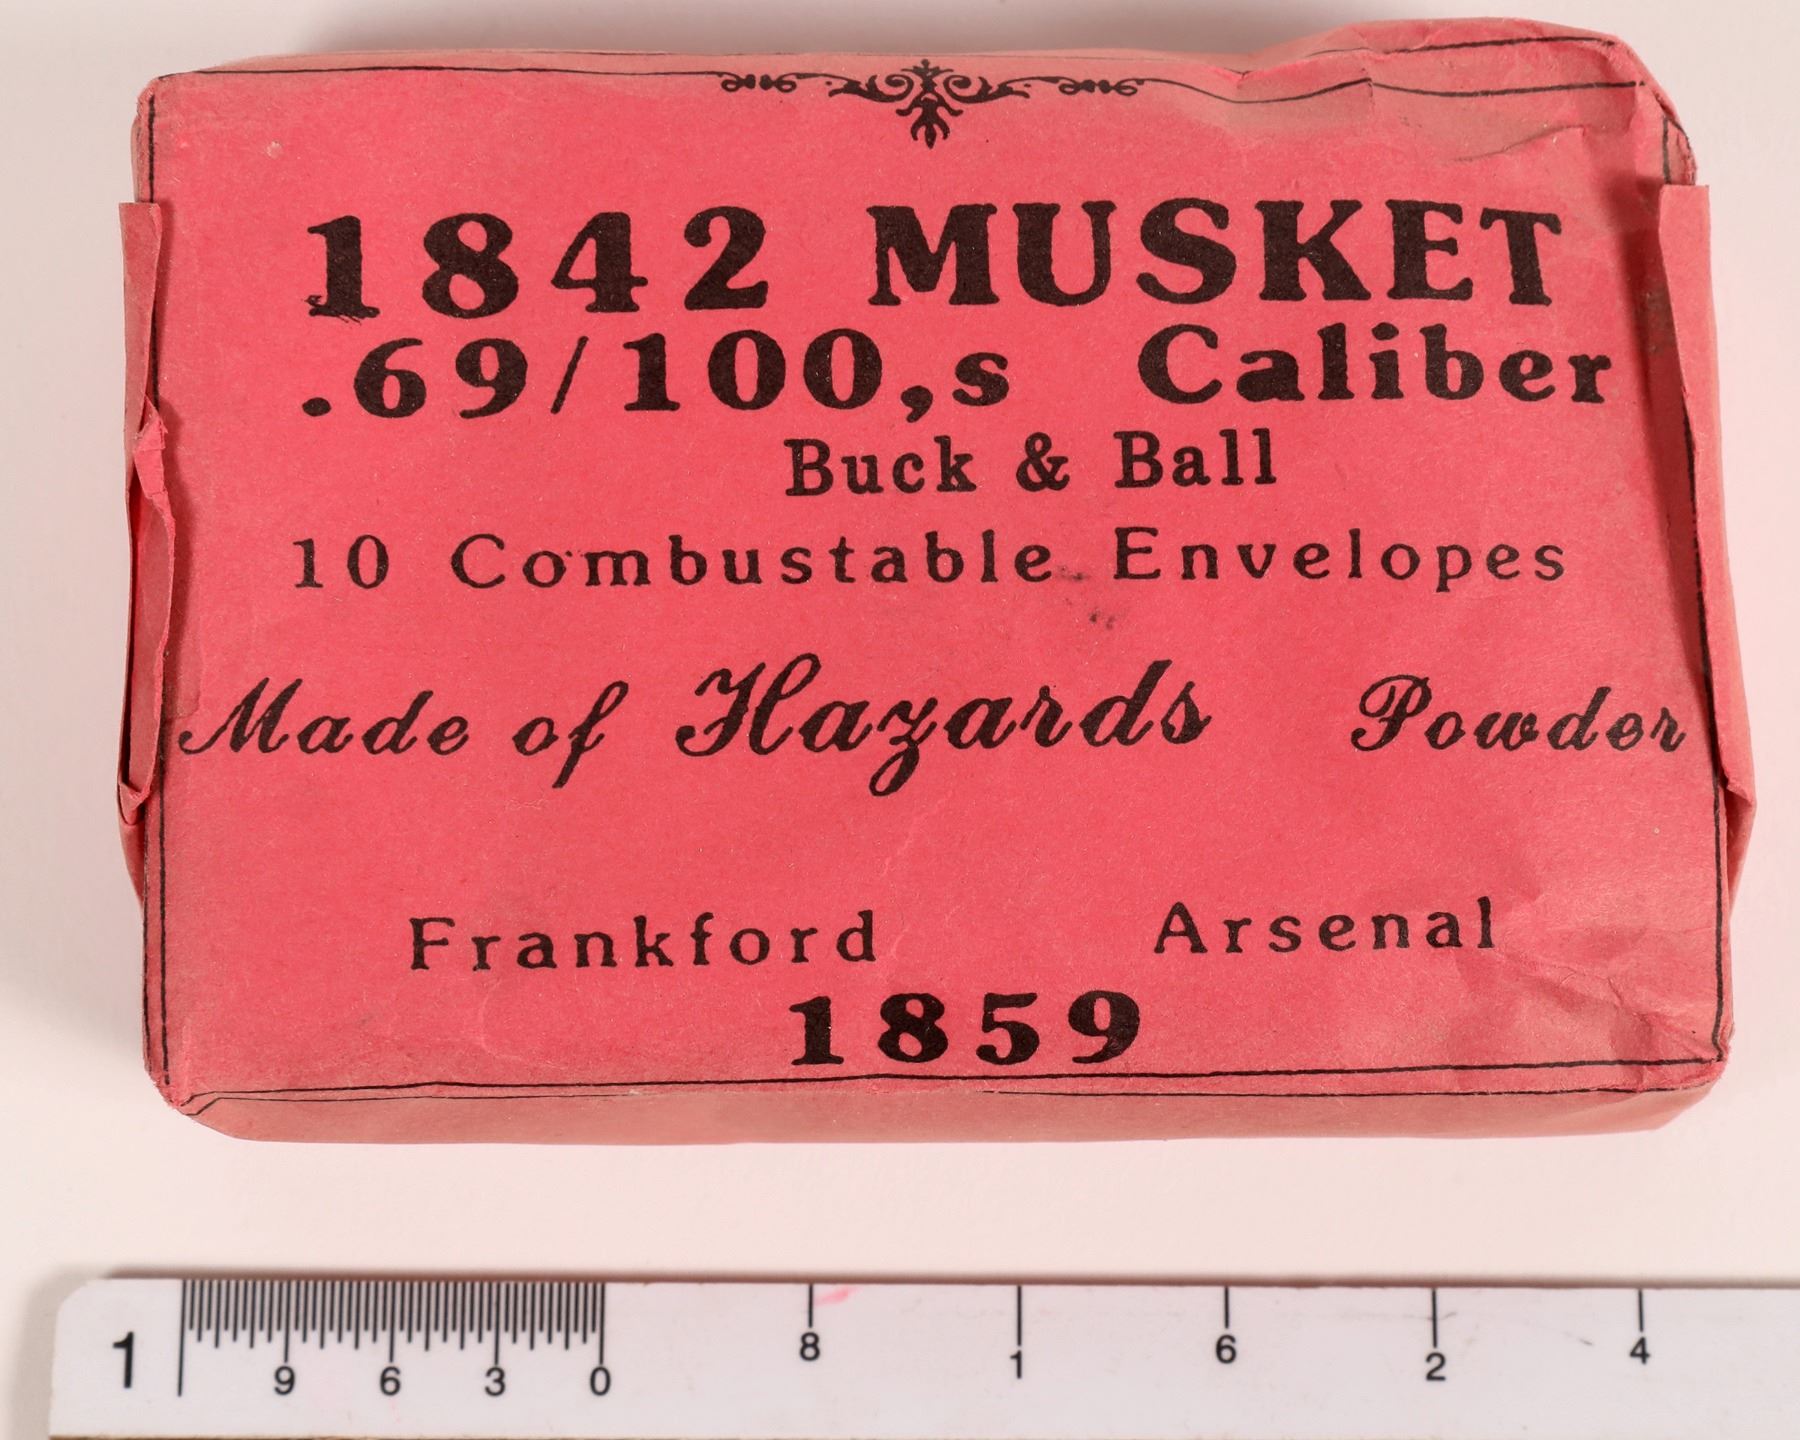 1842 MUSKET
.69/100,s Caliber
Buck & Ball
10 Combustable Envelopes
Made of Hazards Powder
Frankford Arsenal
1859
1 9 6 3 0 8 1 6 2 4